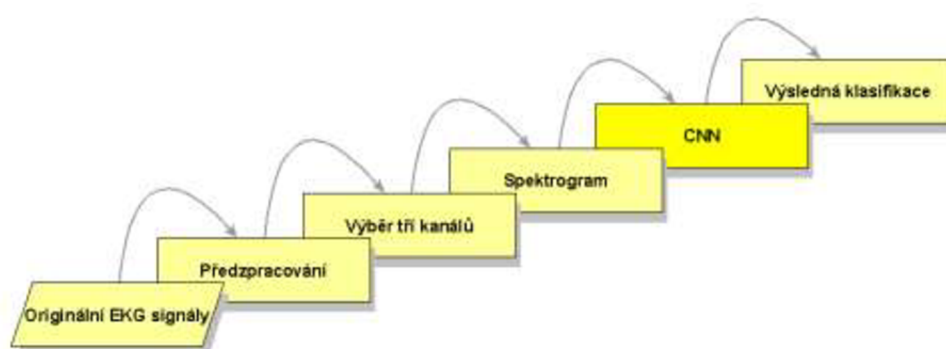 Originální EKG signály
Předzpracování
Výběr tří kanálů
Spektrogram
CNN
Výsledná klasifikace